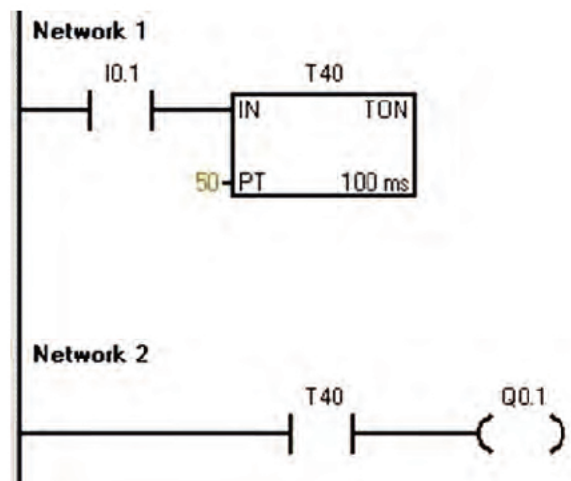 Network 1
I0.1 T40
IN TON
50 PT 100 ms
Network 2
T40 Q0.1